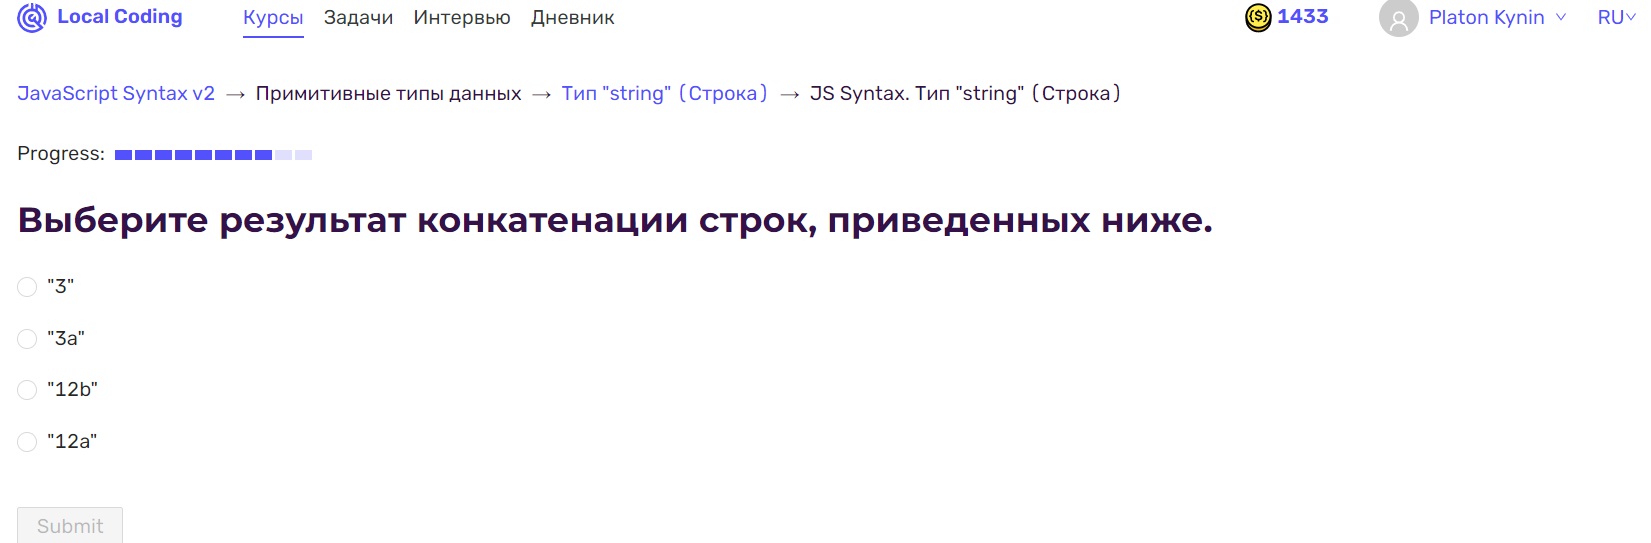 Local Coding Курсы Задачи Интервью Дневник 1433 Platon Kynin RU
JavaScript Syntax v2 → Примитивные типы данных → Тип "string" (Строка) → JS Syntax. Тип "string" (Строка)
Progress:
Выберите результат конкатенации строк, приведенных ниже.
"3"
"3a"
"12b"
"12a"
Submit